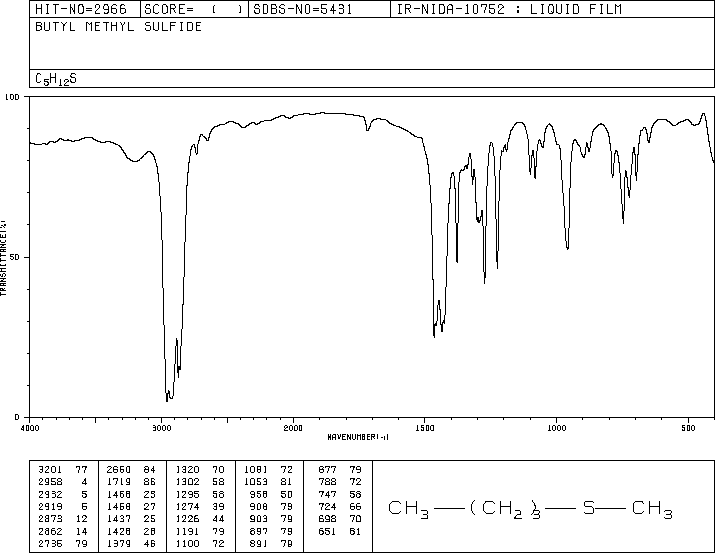 HIT-NO=2966 SCORE= ( ) SDBS-NO=5431 IR-NIDA-10752 : LIQUID FILM
BUTYL METHYL SULFIDE
C5H12S
100
50
0
TRANSMITTANCE(%)
4000 3000 2000 1500 1000 500
WAVENUMBER(-1)
3201 77 2660 84 1320 70 1081 72 877 79
2958 4 1719 86 1302 58 1053 81 788 72
2932 5 1468 23 1295 58 958 50 747 58
2919 6 1458 27 1274 39 908 79 724 66
2873 12 1437 25 1226 44 903 79 698 70
2862 14 1428 28 1191 79 897 79 651 81
2735 79 1379 46 1100 72 891 79
CH3 (CH2)3 S CH3